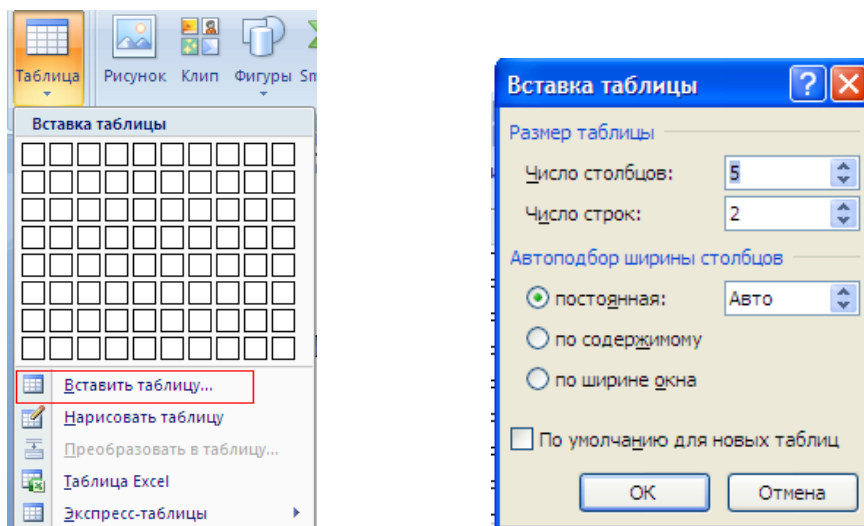 Таблица Рисунок Клип Фигуры Sm
Вставка таблицы
Вставить таблицу...
Нарисовать таблицу
Преобразовать в таблицу...
Таблица Excel
Экспресс-таблицы
Вставка таблицы
Размер таблицы
Число столбцов: 5
Число строк: 2
Автоподбор ширины столбцов
постоянная: Авто
по содержимому
по ширине окна
По умолчанию для новых таблиц
ОК Отмена